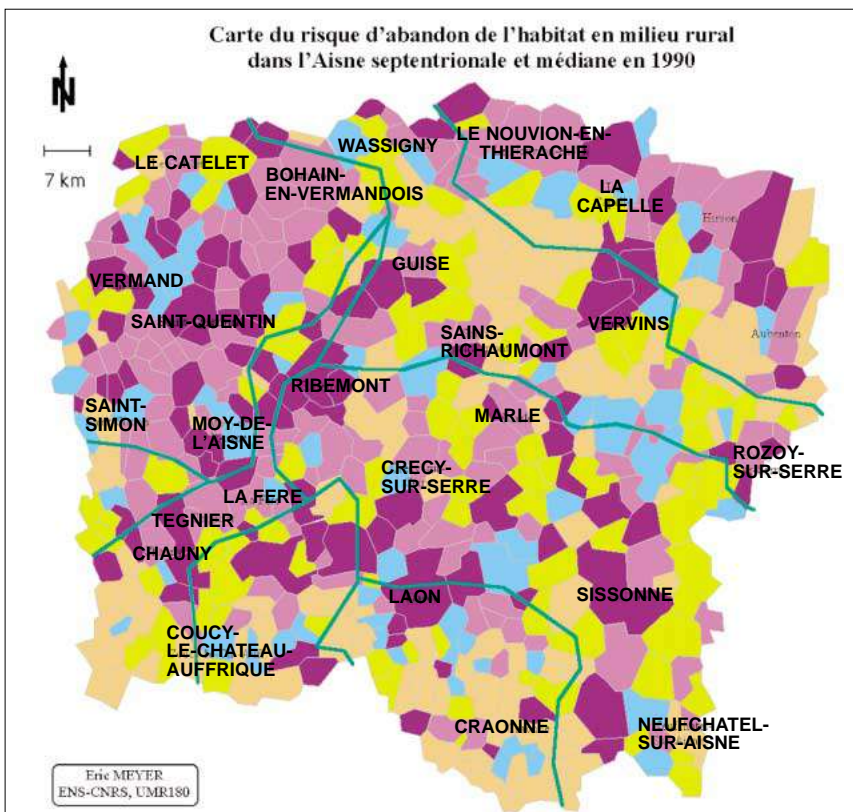 Carte du risque d'abandon de l'habitat en milieu rural
dans l'Aisne septentrionale et médiane en 1990
N
7 km
LE CATELET
WASSIGNY
LE NOUVION-EN-
THIERACHE
BOHAIN-
EN-VERMANDOIS
LA
CAPELLE
Hirson
VERMAND
GUISE
SAINT-QUENTIN
SAINS-
RICHAUMONT
VERVINS
Aubenton
RIBEMONT
SAINT-
SIMON
MOY-DE-
L'AISNE
MARLE
ROZOY-
SUR-SERRE
CRECY-
SUR-SERRE
LA FERE
TEGNIER
CHAUNY
LAON
SISSONNE
COUCY-
LE-CHATEAU-
AUFFRIQUE
CRAONNE
NEUFCHATEL-
SUR-AISNE
Eric MEYER
ENS-CNRS, UMR180